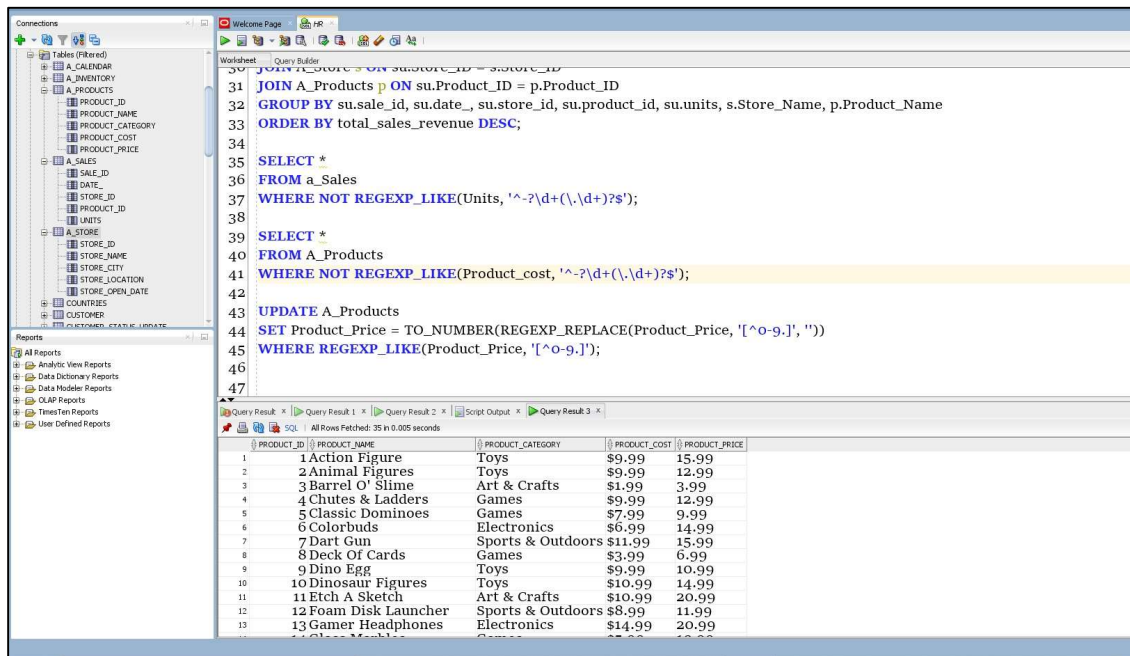 Connections
Welcome Page
HR
Tables (Filtered)
A_CALENDAR
A_INVENTORY
A_PRODUCTS
PRODUCT_ID
PRODUCT_NAME
PRODUCT_CATEGORY
PRODUCT_COST
PRODUCT_PRICE
A_SALES
SALE_ID
DATE_
STORE_ID
PRODUCT_ID
UNITS
A_STORE
STORE_ID
STORE_NAME
STORE_CITY
STORE_LOCATION
STORE_OPEN_DATE
COUNTRIES
CUSTOMER
CUSTOMER_STATUS_UPDATE
Reports
All Reports
Analytic View Reports
Data Dictionary Reports
Data Modeler Reports
OLAP Reports
TimesTen Reports
User Defined Reports
Worksheet Query Builder
30 JOIN A_Store s ON su.Store_ID = s.Store_ID
31 JOIN A_Products p ON su.Product_ID = p.Product_ID
32 GROUP BY su.sale_id, su.date_, su.store_id, su.product_id, su.units, s.Store_Name, p.Product_Name
33 ORDER BY total_sales_revenue DESC;
34
35 SELECT *
36 FROM a_Sales
37 WHERE NOT REGEXP_LIKE(Units, '^-?\d+(\.\d+)?$');
38
39 SELECT *
40 FROM A_Products
41 WHERE NOT REGEXP_LIKE(Product_cost, '^-?\d+(\.\d+)?$');
42
43 UPDATE A_Products
44 SET Product_Price = TO_NUMBER(REGEXP_REPLACE(Product_Price, '[^0-9.]', ''))
45 WHERE REGEXP_LIKE(Product_Price, '[^0-9.]');
46
47
Query Result x Query Result 1 x Query Result 2 x Script Output x Query Result 3 x
SQL | All Rows Fetched: 35 in 0.005 seconds
PRODUCT_ID PRODUCT_NAME PRODUCT_CATEGORY PRODUCT_COST PRODUCT_PRICE
1 1 Action Figure Toys $9.99 15.99
2 2 Animal Figures Toys $9.99 12.99
3 3 Barrel O' Slime Art & Crafts $1.99 3.99
4 4 Chutes & Ladders Games $9.99 12.99
5 5 Classic Dominoes Games $7.99 9.99
6 6 Colorbuds Electronics $6.99 14.99
7 7 Dart Gun Sports & Outdoors $11.99 15.99
8 8 Deck Of Cards Games $3.99 6.99
9 9 Dino Egg Toys $9.99 10.99
10 10 Dinosaur Figures Toys $10.99 14.99
11 11 Etch A Sketch Art & Crafts $10.99 20.99
12 12 Foam Disk Launcher Sports & Outdoors $8.99 11.99
13 13 Gamer Headphones Electronics $14.99 20.99